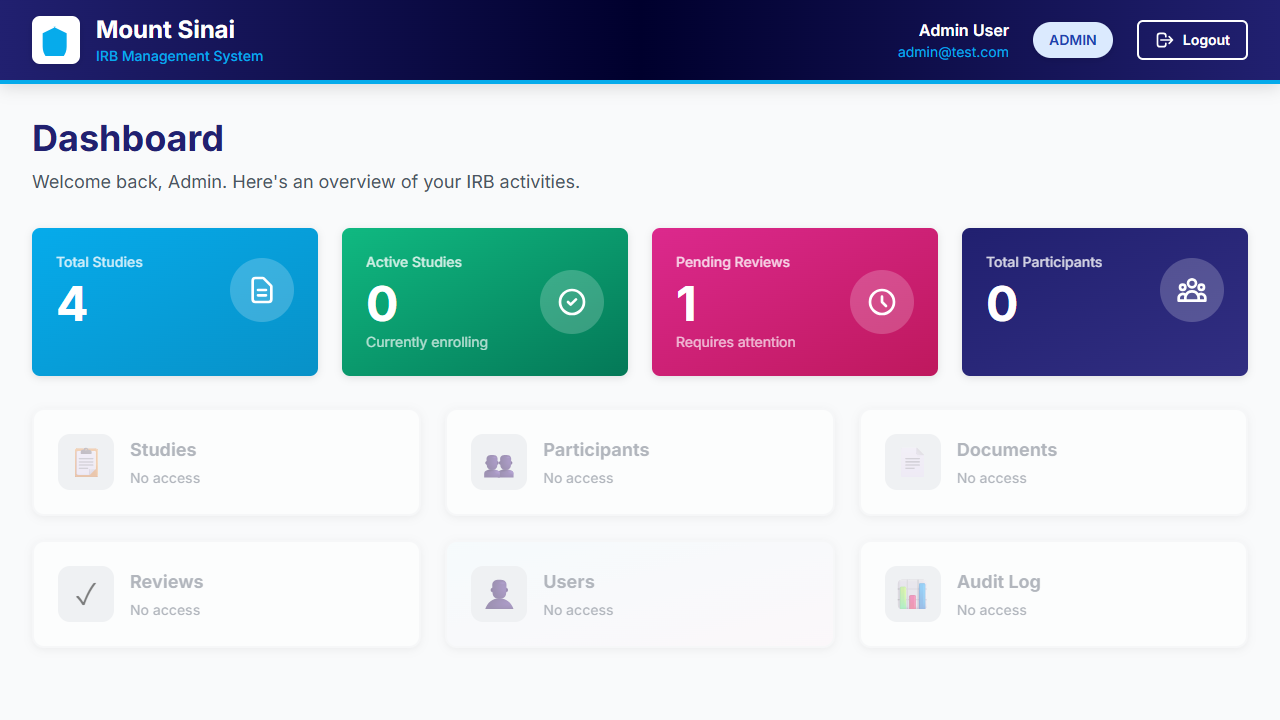 Mount Sinai
IRB Management System
Admin User
admin@test.com
ADMIN
Logout
Dashboard
Welcome back, Admin. Here's an overview of your IRB activities.
Total Studies
4
Active Studies
0
Currently enrolling
Pending Reviews
1
Requires attention
Total Participants
0
Studies
No access
Participants
No access
Documents
No access
Reviews
No access
Users
No access
Audit Log
No access